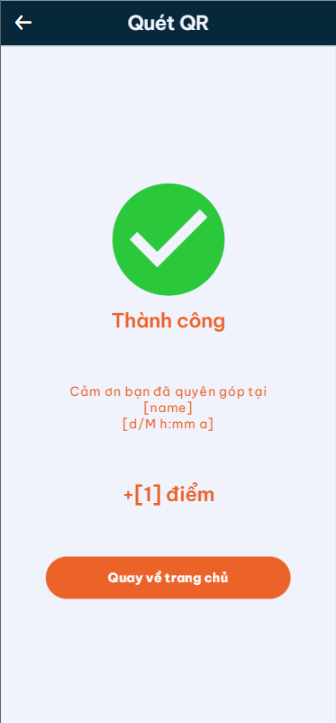 Quét QR
Thành công
Cảm ơn bạn đã quyên góp tại
[name]
[d/M h:mm a]
+[1] điểm
Quay về trang chủ